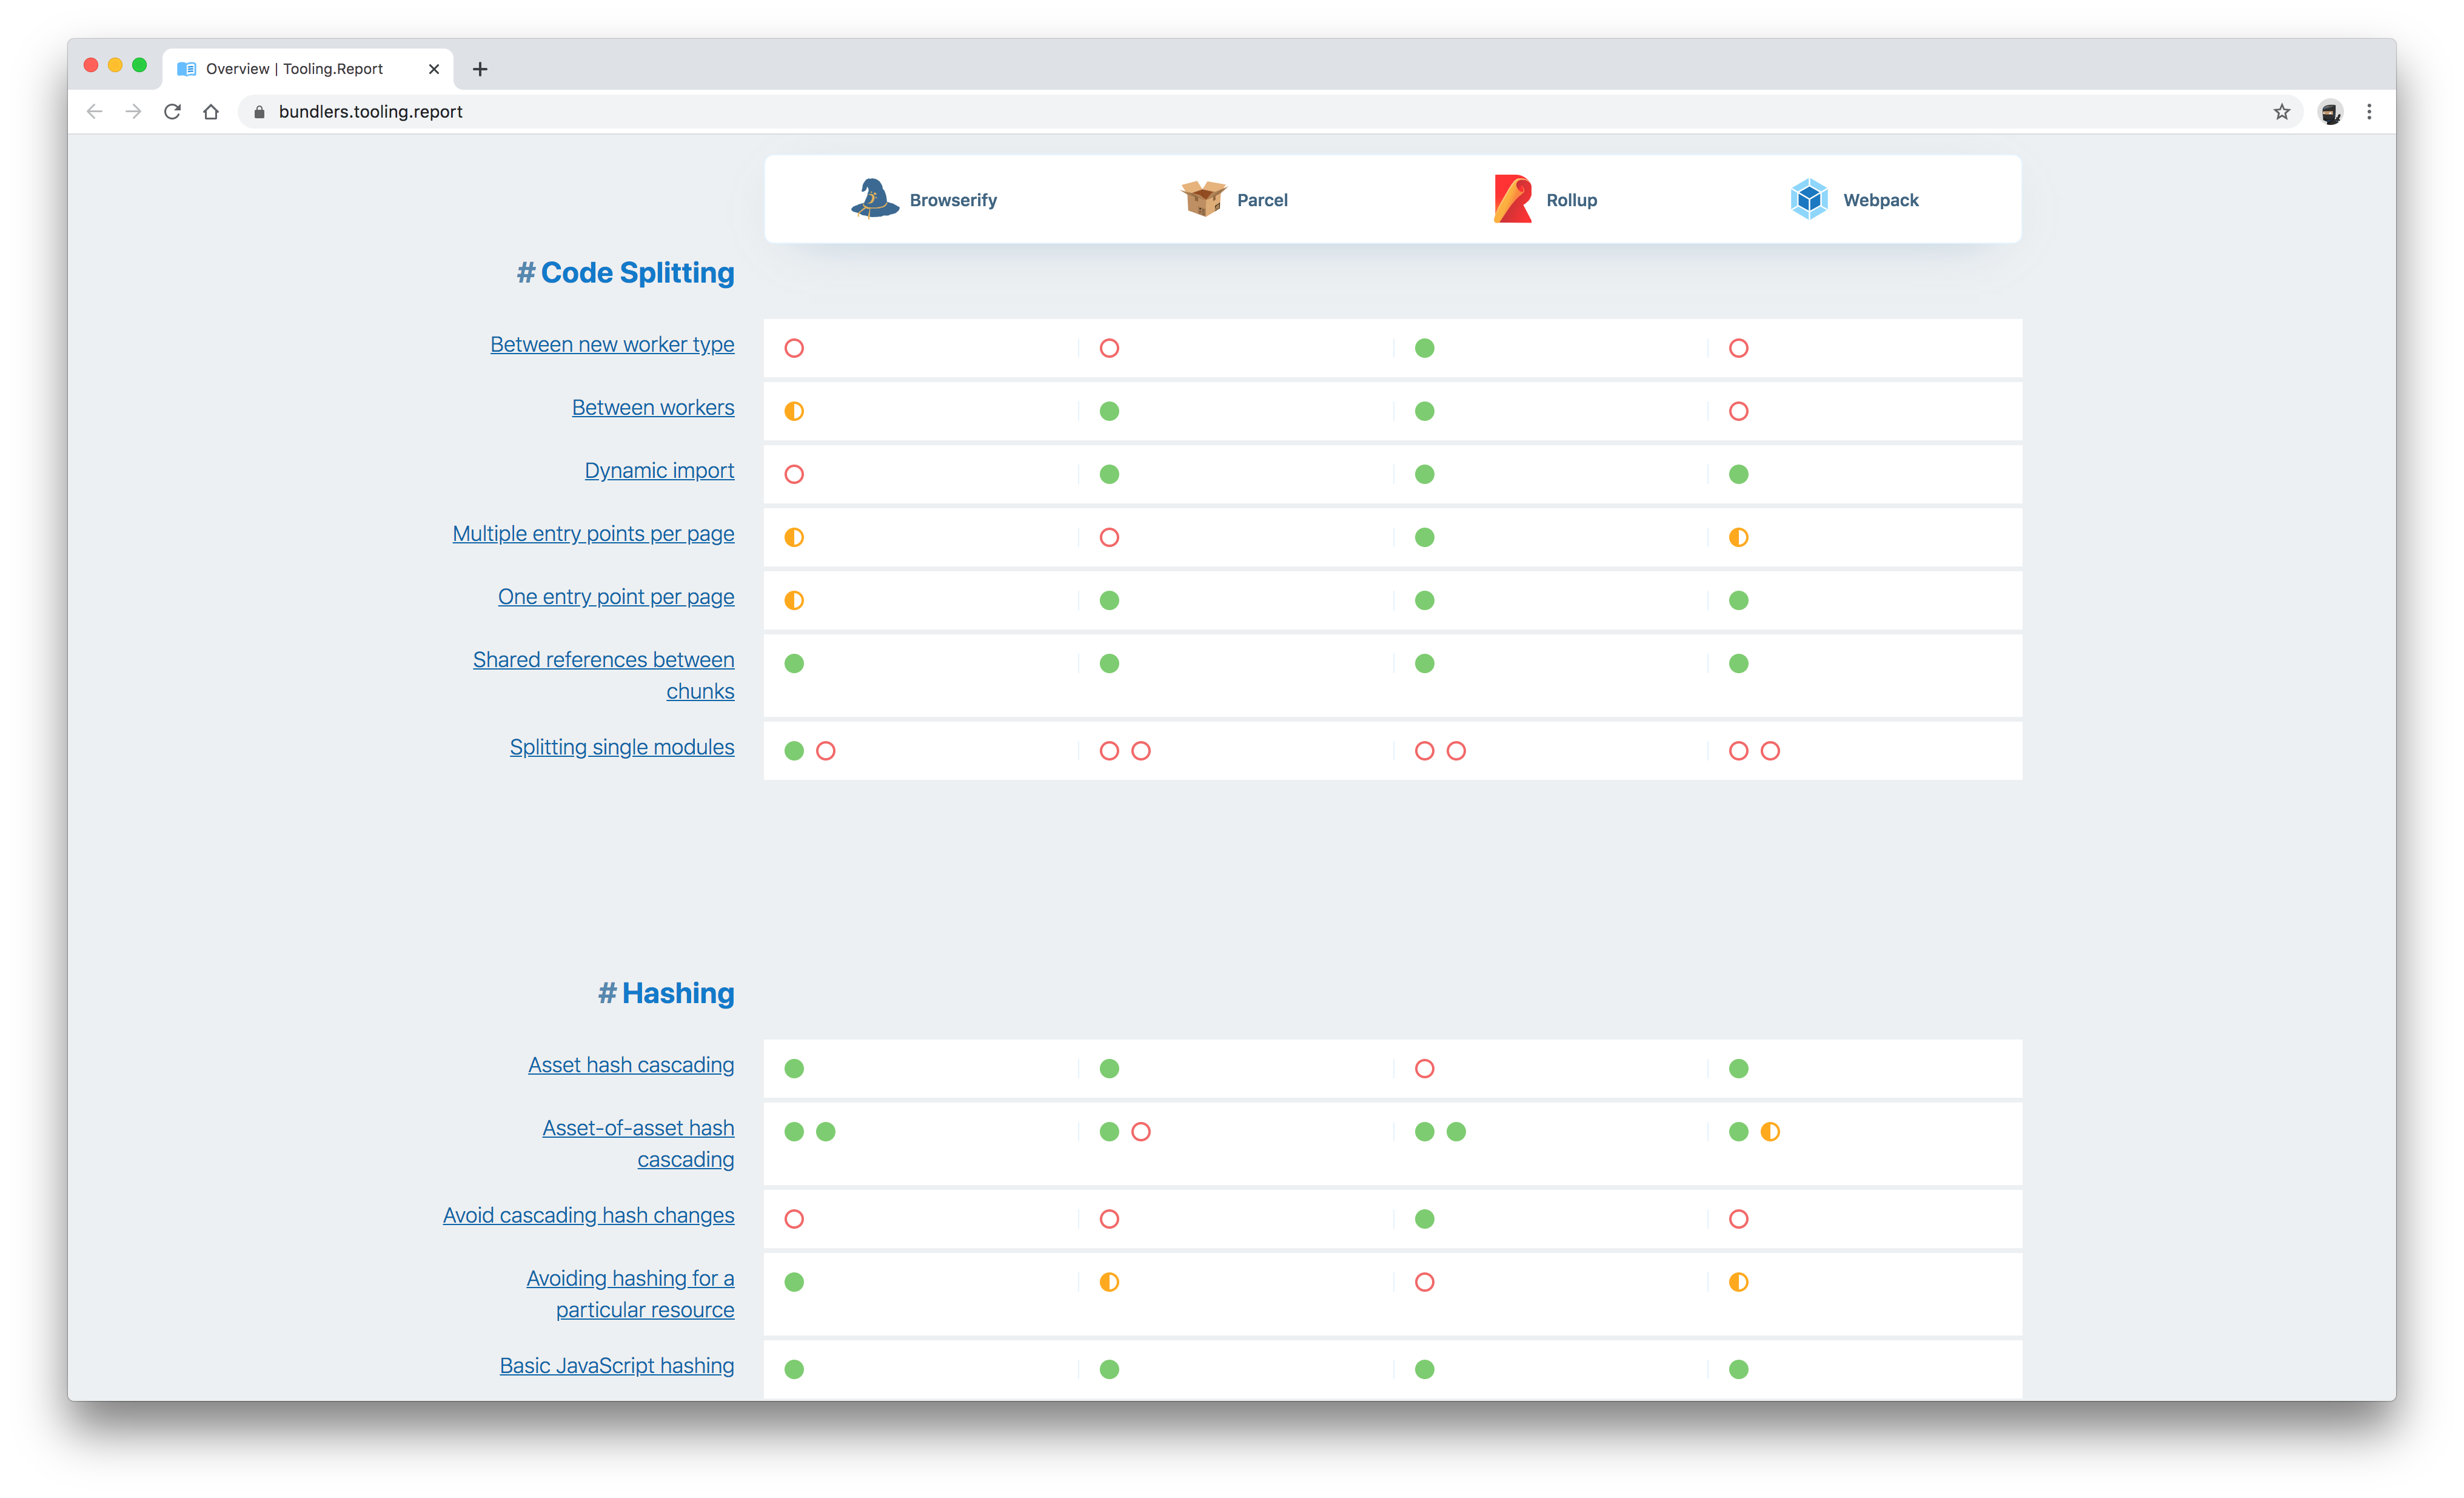 Overview | Tooling.Report
bundlers.tooling.report
Browserify Parcel Rollup Webpack
# Code Splitting
Between new worker type
Between workers
Dynamic import
Multiple entry points per page
One entry point per page
Shared references between
chunks
Splitting single modules
# Hashing
Asset hash cascading
Asset-of-asset hash
cascading
Avoid cascading hash changes
Avoiding hashing for a
particular resource
Basic JavaScript hashing